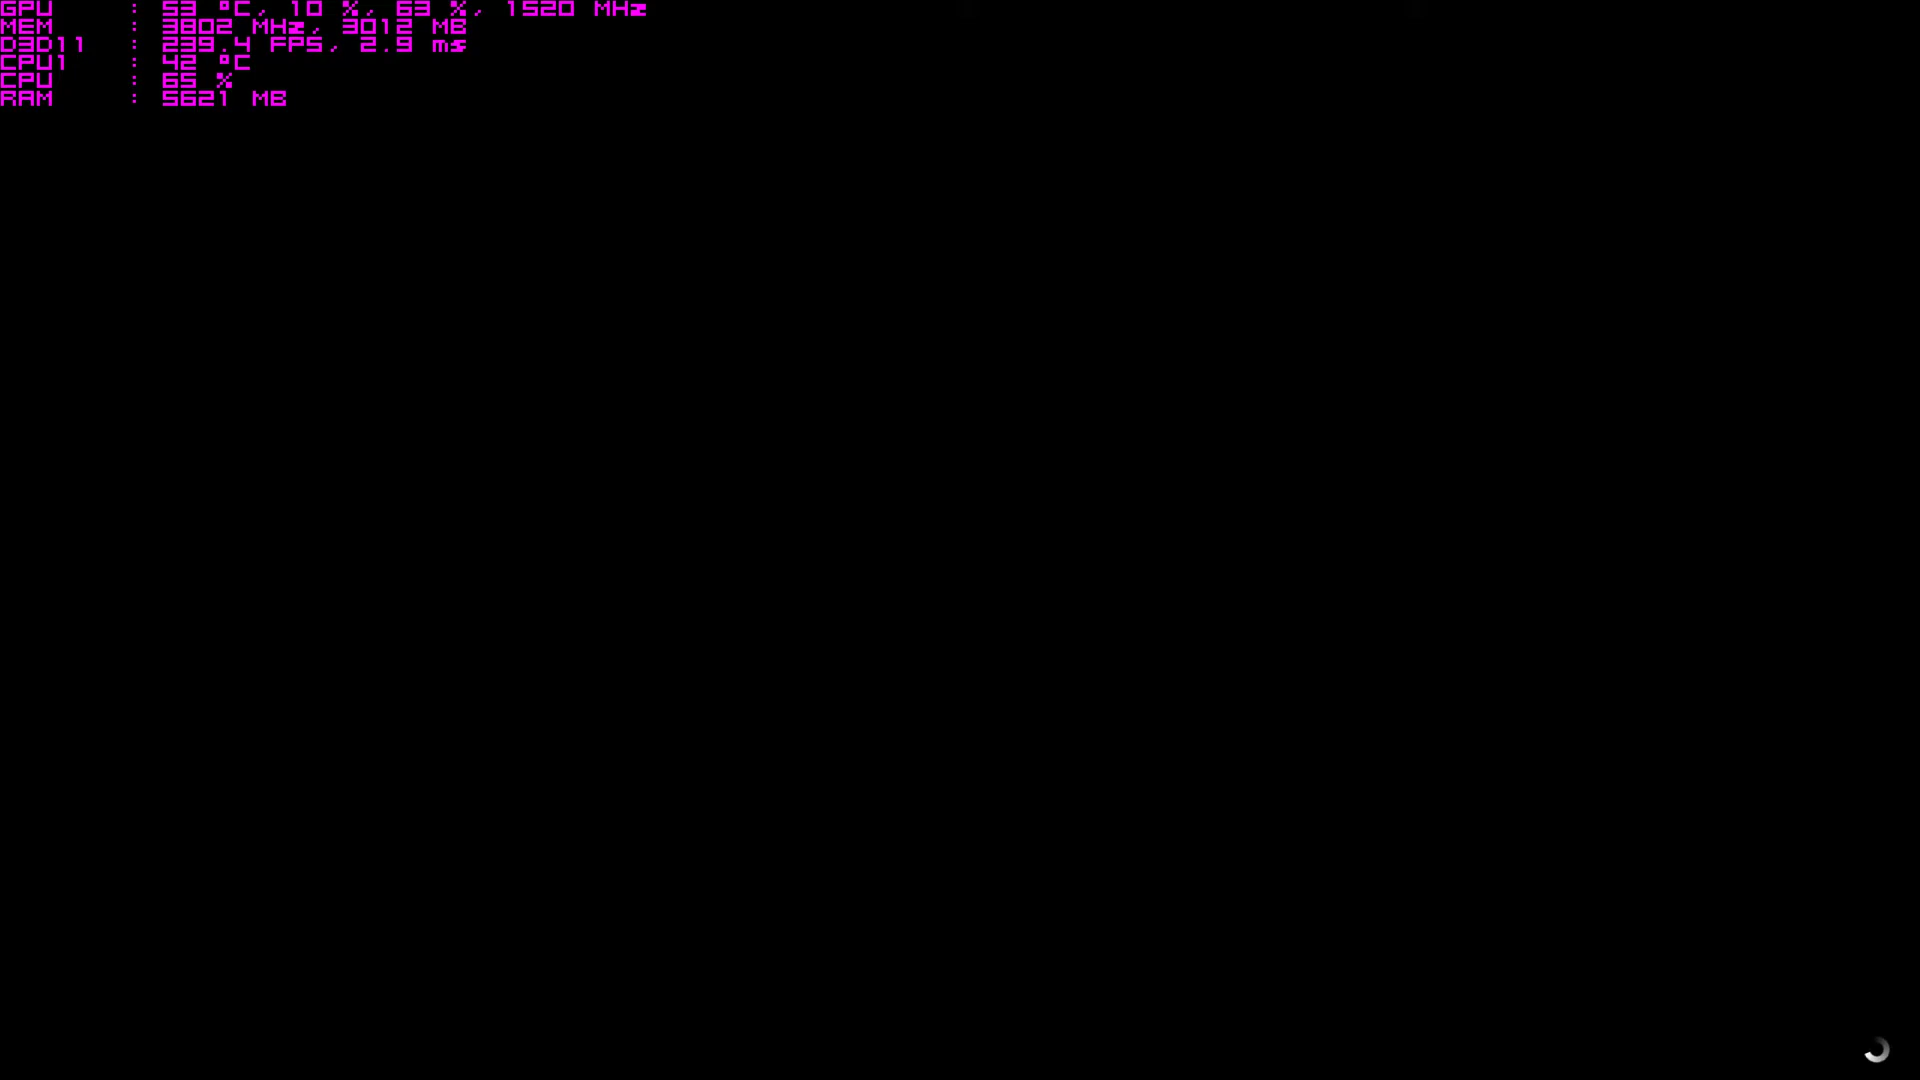 GPU : 53 °C, 10 %, 63 %, 1520 MHz
MEM : 3802 MHz, 3012 MB
D3D11 : 239.4 FPS, 2.9 ms
CPU1 : 42 °C
CPU : 65 %
RAM : 5621 MB